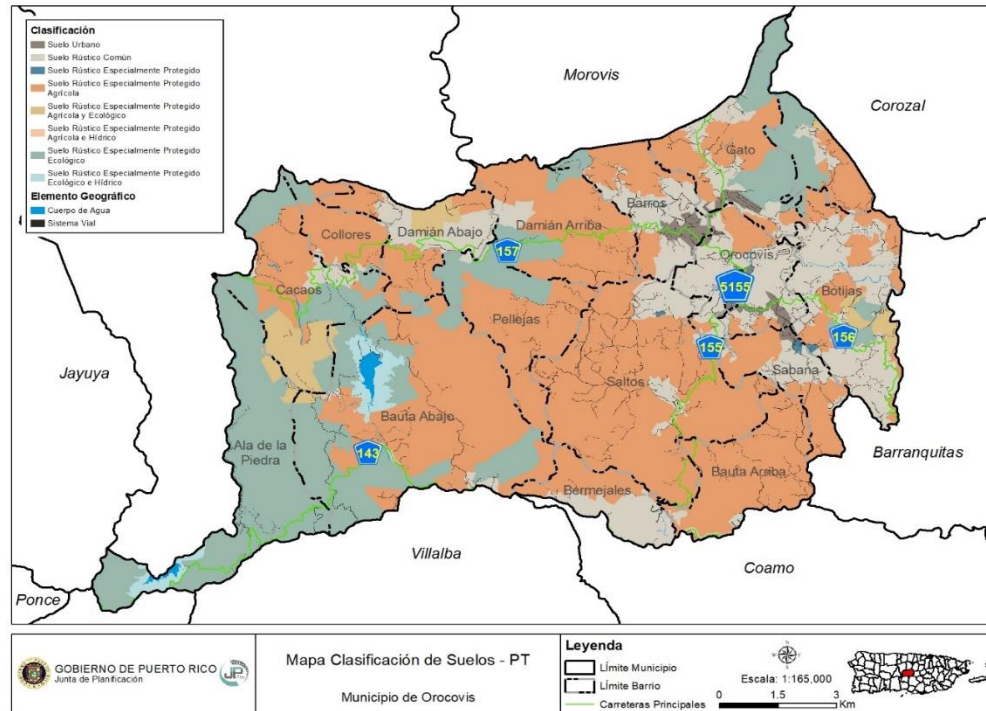 Clasificación
Suelo Urbano
Suelo Rústico Común
Suelo Rústico Especialmente Protegido
Suelo Rústico Especialmente Protegido
Agrícola
Suelo Rústico Especialmente Protegido
Agrícola y Ecológico
Suelo Rústico Especialmente Protegido
Agrícola e Hídrico
Suelo Rústico Especialmente Protegido
Ecológico
Suelo Rústico Especialmente Protegido
Ecológico e Hídrico
Elemento Geográfico
Cuerpo de Agua
Sistema Vial
Morovis
Corozal
Gato
Barros
Damián Arriba
Damián Abajo
Collores
157
Orocovis
5155
Cacaos
Botijas
Pellejas
156
155
Jayuya
Sabana
Saltos
Bauta Abajo
Ala de la
Piedra
143
Barranquitas
Bauta Arriba
Bermejales
Villalba
Coamo
Ponce
GOBIERNO DE PUERTO RICO
Junta de Planificación
JP
Mapa Clasificación de Suelos - PT
Municipio de Orocovis
Leyenda
Límite Municipio
Límite Barrio
Carreteras Principales
Escala: 1:165,000
0 1.5 3
Km